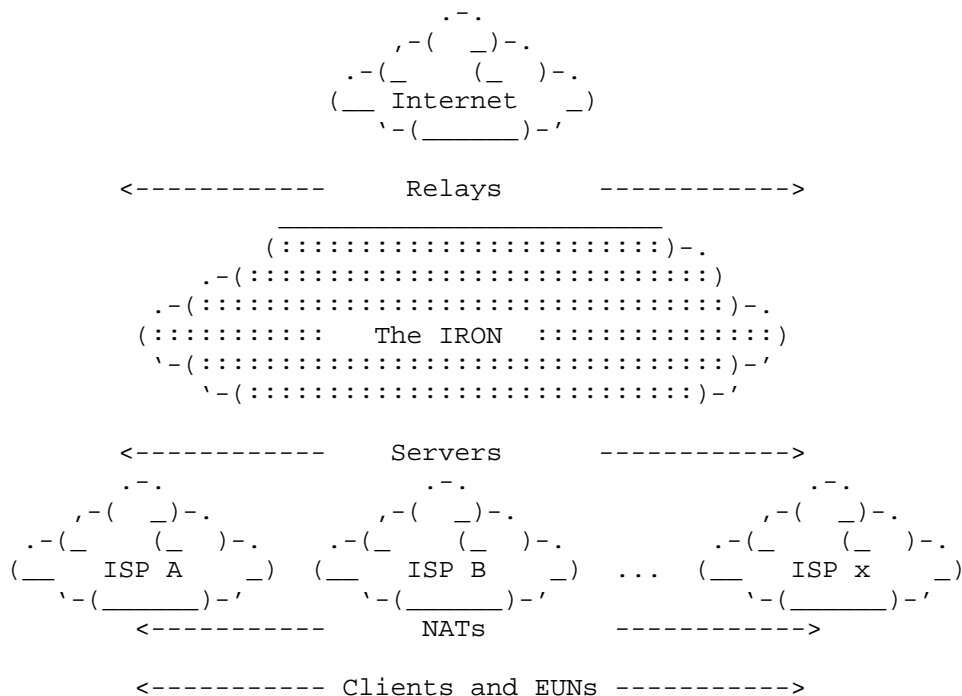 Internet
Relays
The IRON
Servers
ISP A ISP B ... ISP x
NATs
Clients and EUNs